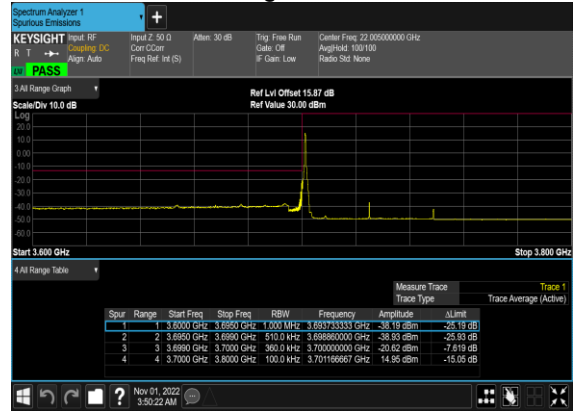 Spectrum Analyzer 1
Spurious Emissions
KEYSIGHT Input: RF Input Z: 50 Ω Atten: 30 dB Trig: Free Run Center Freq: 22.005000000 GHz
R T Coupling: DC Corr CCorr Gate: Off Avg|Hold: 100/100
Align: Auto Freq Ref: Int (S) IF Gain: Low Radio Std: None
LXI PASS
3 All Range Graph
Ref Lvl Offset 15.87 dB
Scale/Div 10.0 dB Ref Value 30.00 dBm
Log
20.0
10.0
0.00
-10.0
-20.0
-30.0
-40.0
-50.0
-60.0
Start 3.600 GHz Stop 3.800 GHz
4 All Range Table
Measure Trace Trace 1
Trace Type Trace Average (Active)
Spur Range Start Freq Stop Freq RBW Frequency Amplitude ΔLimit
1 1 3.6000 GHz 3.6950 GHz 1.000 MHz 3.693733333 GHz -38.19 dBm -25.19 dB
2 2 3.6950 GHz 3.6990 GHz 510.0 kHz 3.698860000 GHz -38.93 dBm -25.93 dB
3 3 3.6990 GHz 3.7000 GHz 360.0 kHz 3.700000000 GHz -20.62 dBm -7.619 dB
4 4 3.7000 GHz 3.8000 GHz 100.0 kHz 3.701166667 GHz 14.95 dBm -15.05 dB
? Nov 01, 2022
3:50:22 AM